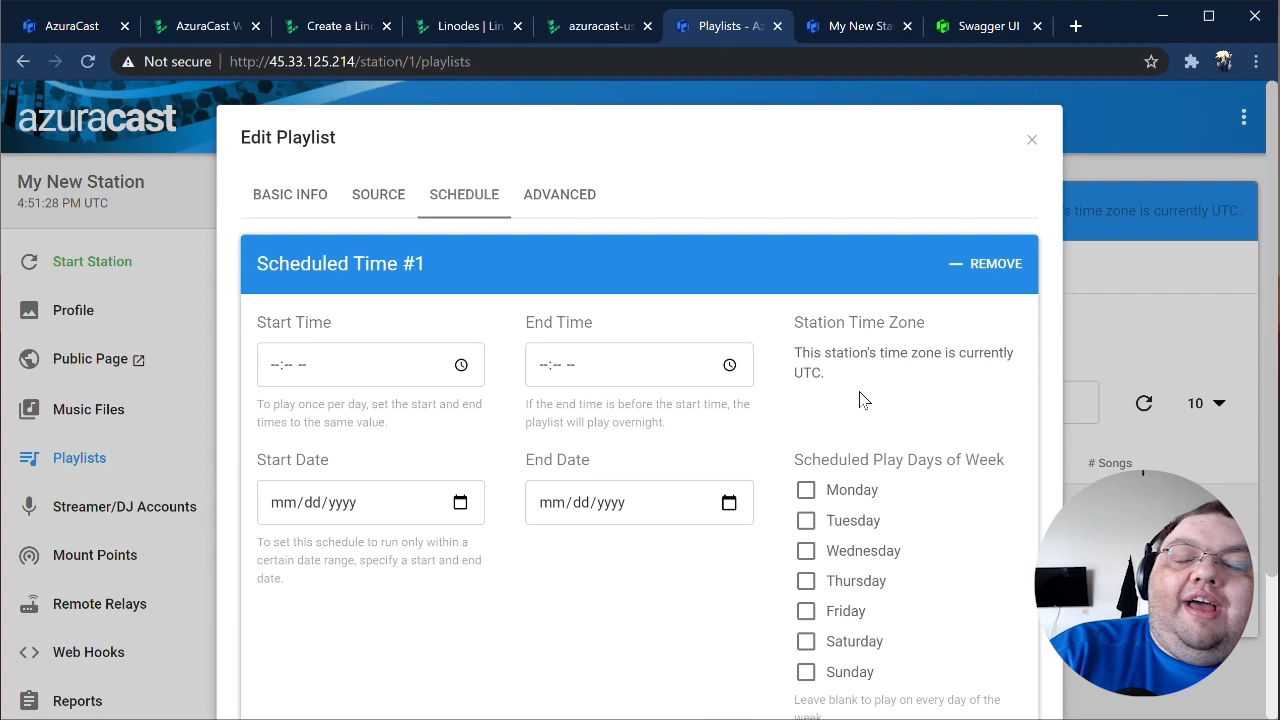 AzuraCast
AzuraCast W
Create a Lin
Linodes | Lin
azuracast-us
Playlists - Az
My New Sta
Swagger UI
Not secure
http://45.33.125.214/station/1/playlists
azuracast
My New Station
4:51:28 PM UTC
Start Station
Profile
Public Page
Music Files
Playlists
Streamer/DJ Accounts
Mount Points
Remote Relays
Web Hooks
Reports
Edit Playlist
BASIC INFO
SOURCE
SCHEDULE
ADVANCED
Scheduled Time #1
REMOVE
Start Time
--:-- --
To play once per day, set the start and end
times to the same value.
End Time
--:-- --
If the end time is before the start time, the
playlist will play overnight.
Station Time Zone
This station's time zone is currently
UTC.
Start Date
mm/dd/yyyy
To set this schedule to run only within a
certain date range, specify a start and end
date.
End Date
mm/dd/yyyy
Scheduled Play Days of Week
Monday
Tuesday
Wednesday
Thursday
Friday
Saturday
Sunday
Leave blank to play on every day of the
week.
's time zone is currently UTC.
10
# Songs